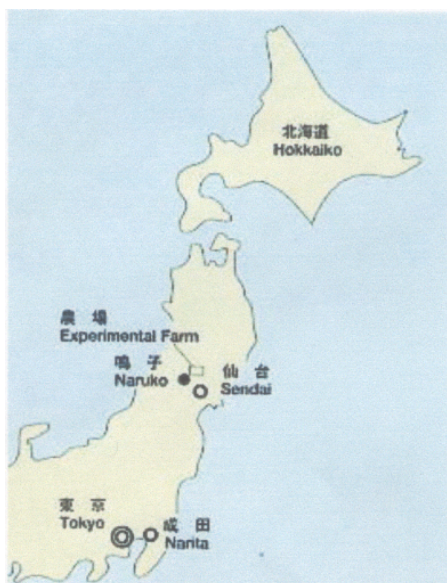 北海道
Hokkaiko
農 場
Experimental Farm
鳴 子
Naruko
仙 台
Sendai
東 京
Tokyo
成 田
Narita